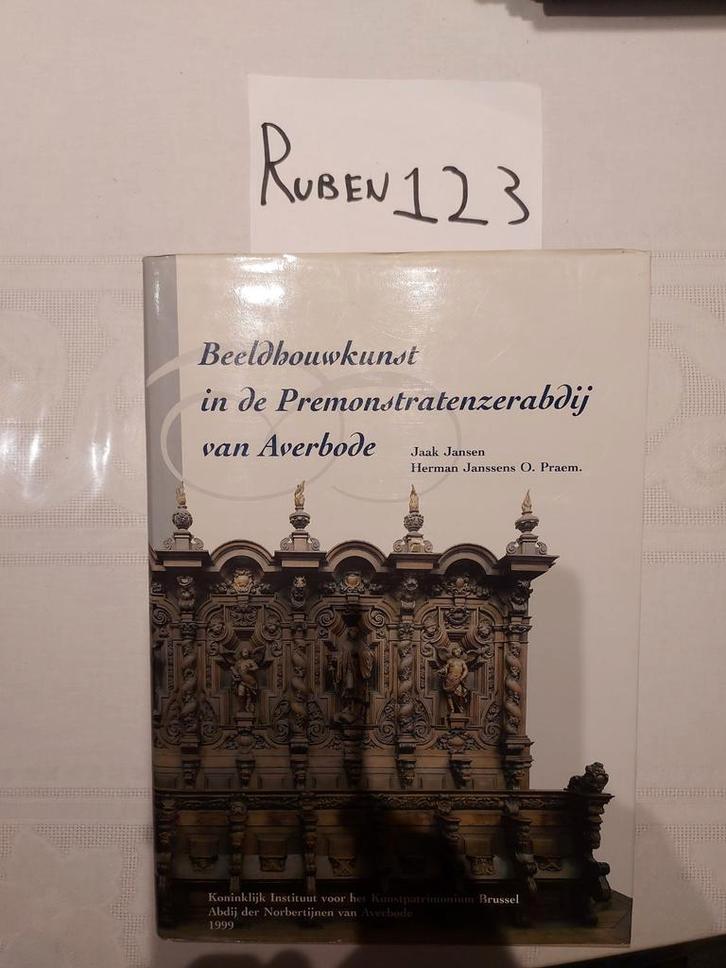 RUBEN 123
Beeldhouwkunst
in de Premonstratenzerabdij
van Averbode
Jaak Jansen
Herman Janssens O. Praem.
Koninklijk Instituut voor het Kunstpatrimonium Brussel
Abdij der Norbertijnen van Averbode
1999